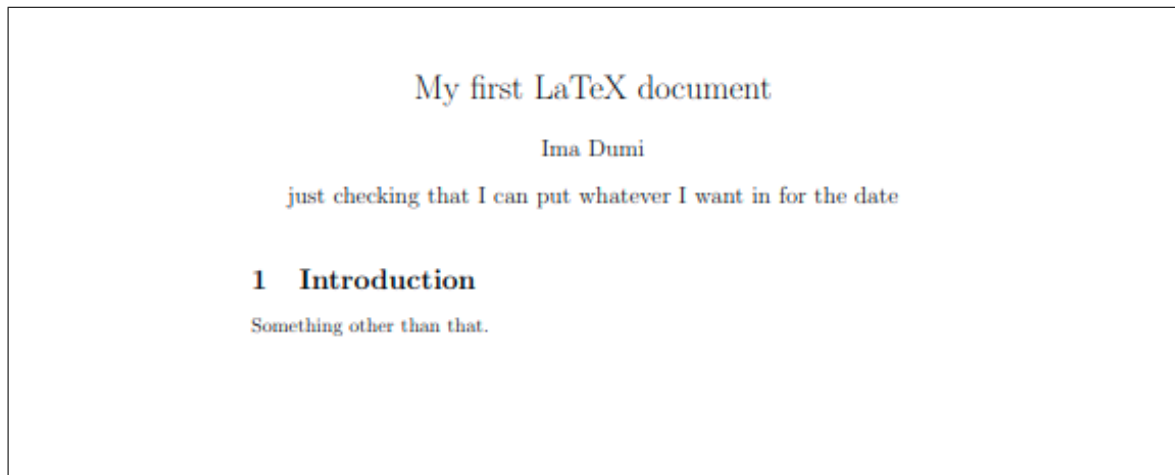 My first LaTeX document
Ima Dumi
just checking that I can put whatever I want in for the date
1 Introduction
Something other than that.